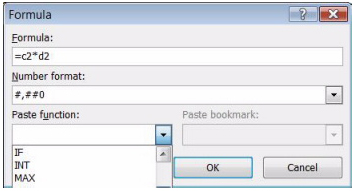 Formula
Formula:
=c2*d2
Number format:
#,##0
Paste function: Paste bookmark:
IF
INT
MAX
OK Cancel